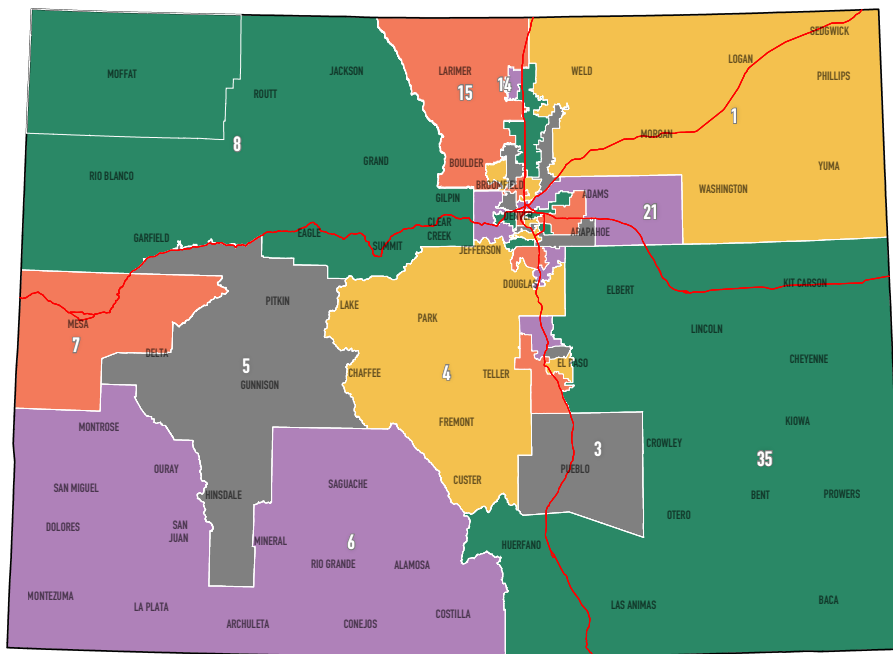 SEDGWICK
LOGAN
MOFFAT
JACKSON
LARIMER
WELD
PHILLIPS
ROUTT
15
14
1
MORGAN
8
GRAND
BOULDER
YUMA
RIO BLANCO
BROOMFIELD
WASHINGTON
GILPIN
ADAMS
21
DENVER
CLEAR
CREEK
EAGLE
ARAPAHOE
GARFIELD
SUMMIT
JEFFERSON
DOUGLAS
ELBERT
KIT CARSON
PITKIN
LAKE
PARK
MESA
LINCOLN
7
DELTA
CHEYENNE
5
4
EL PASO
CHAFFEE
TELLER
GUNNISON
FREMONT
KIOWA
MONTROSE
CROWLEY
3
35
OURAY
PUEBLO
SAN MIGUEL
SAGUACHE
CUSTER
HINSDALE
BENT
PROWERS
OTERO
DOLORES
SAN
JUAN
MINERAL
6
HUERFANO
RIO GRANDE
ALAMOSA
MONTEZUMA
LA PLATA
COSTILLA
LAS ANIMAS
BACA
ARCHULETA
CONEJOS